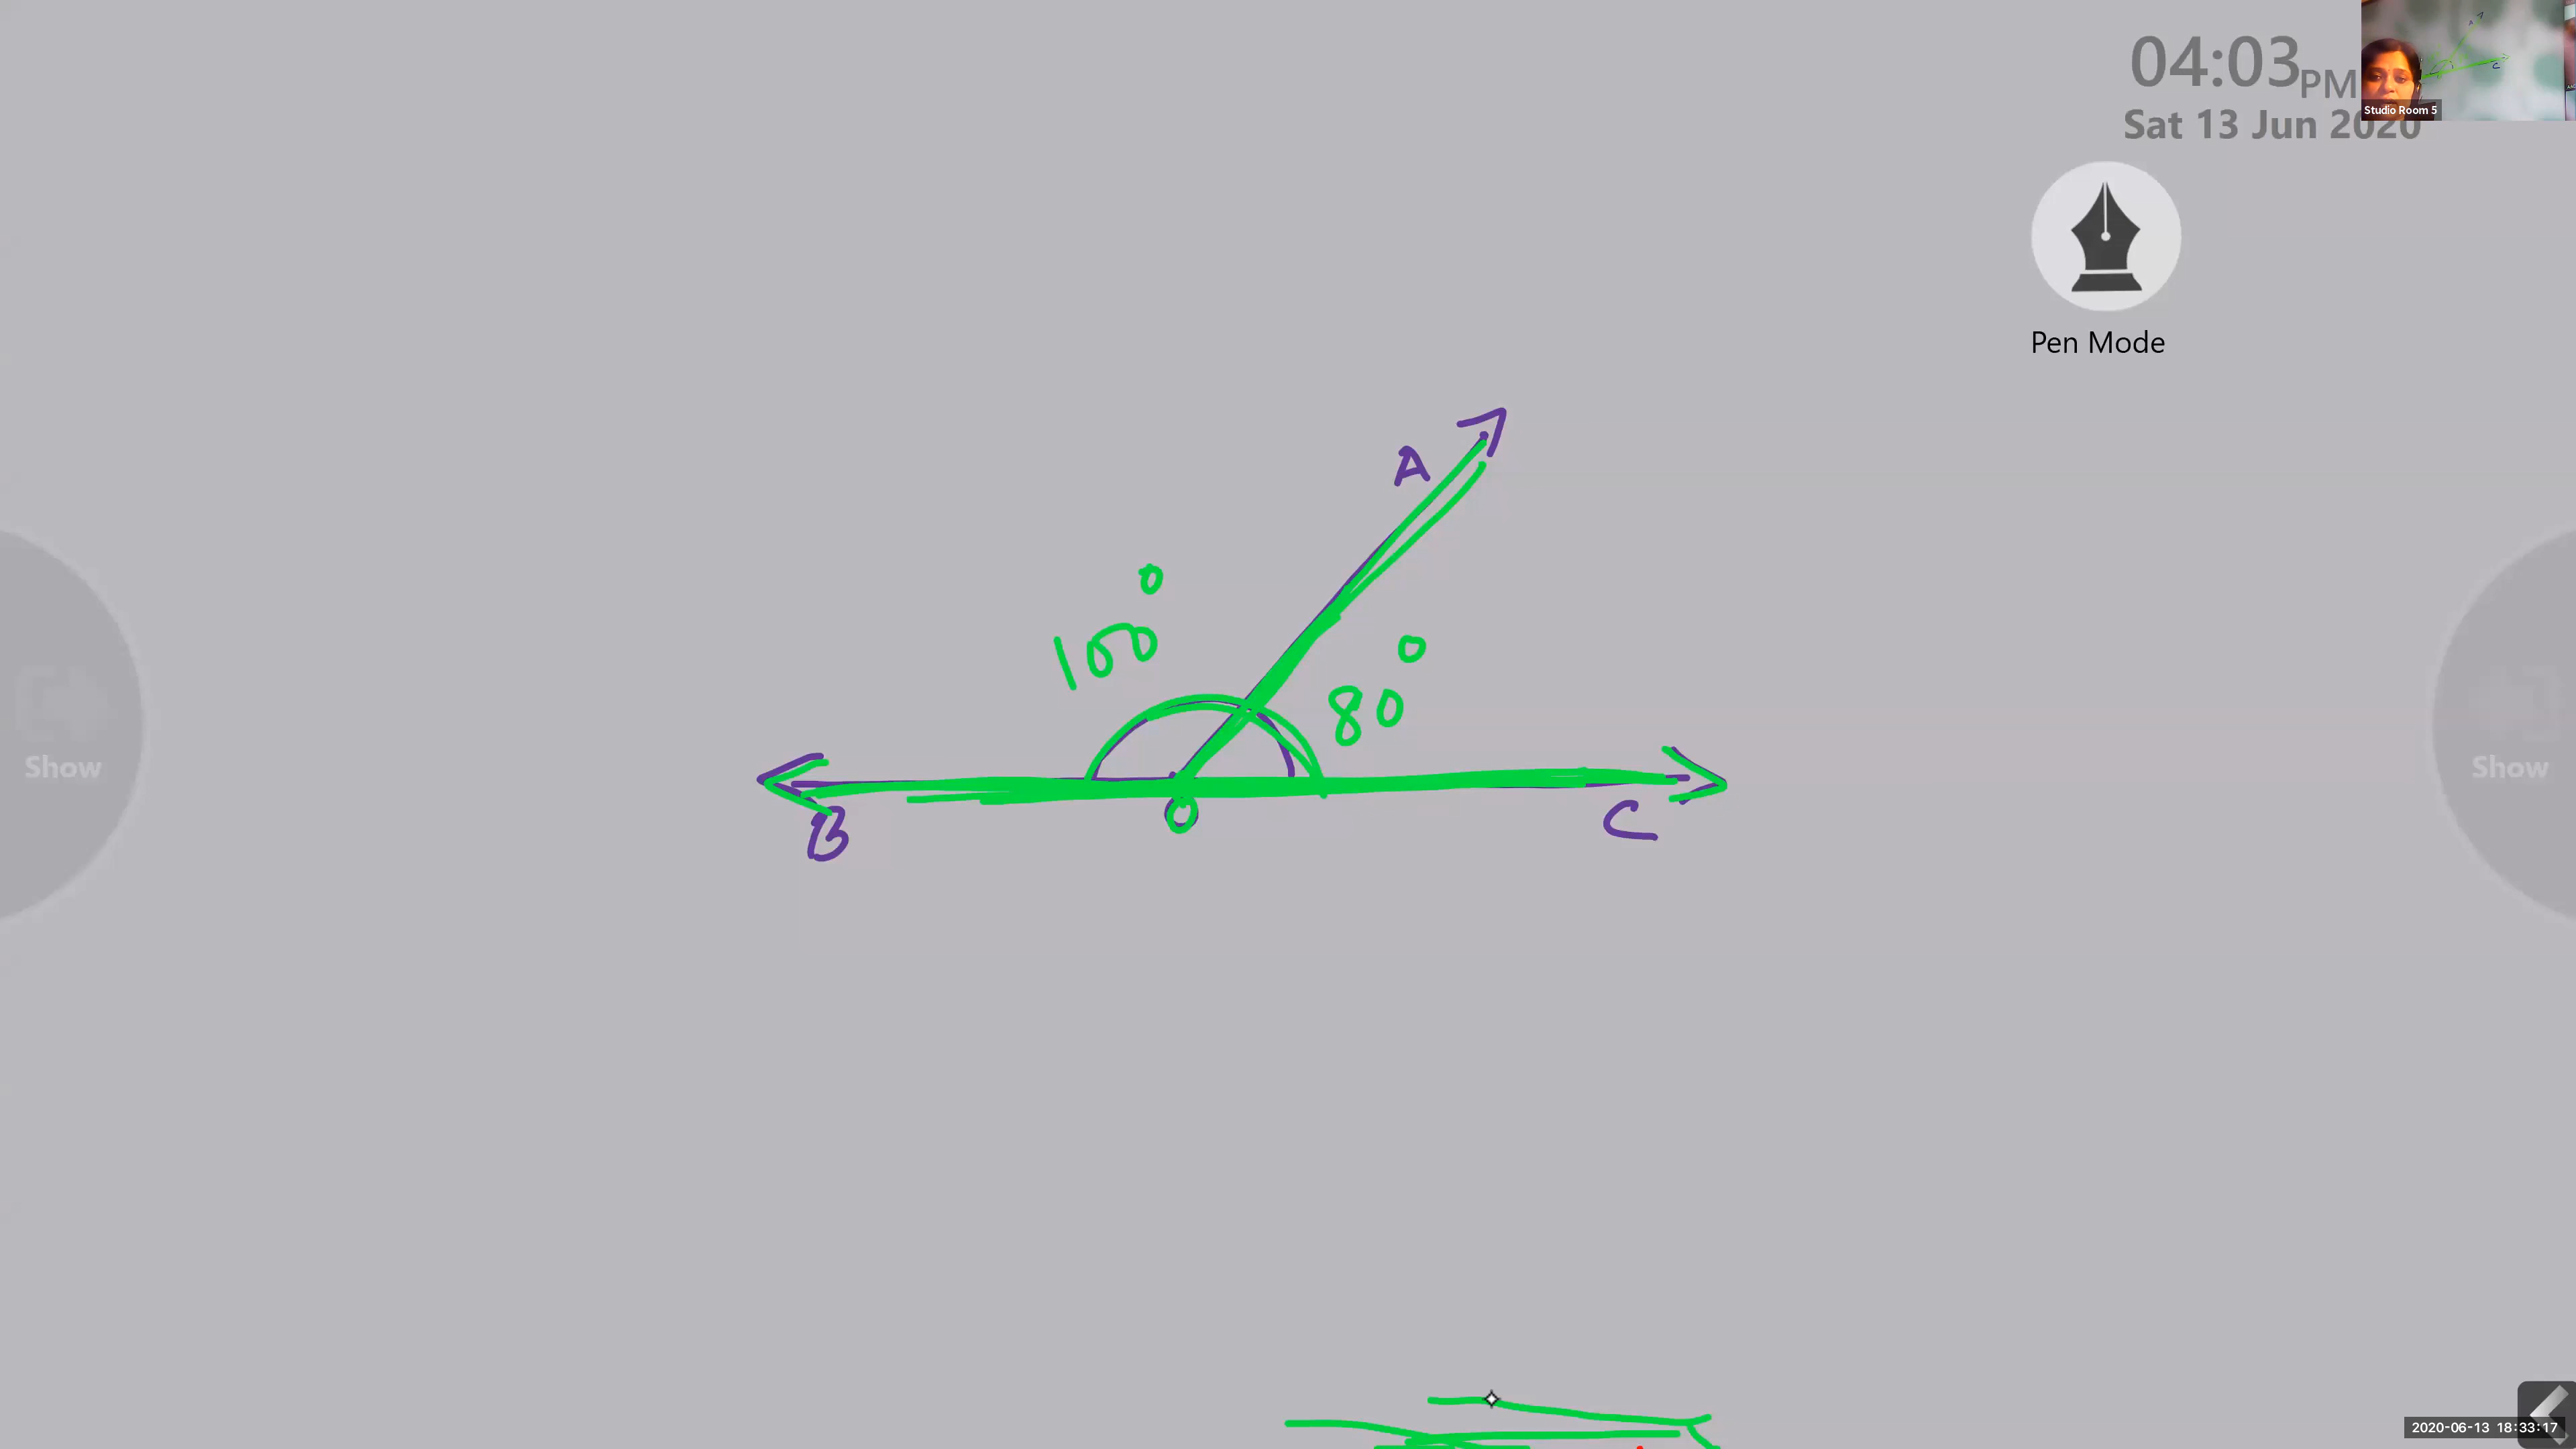 04:03PM
Studio Room 5
Sat 13 Jun 2020
Pen Mode
A
100°
80°
Show
Show
B
O
C
2020-06-13 18:33:17